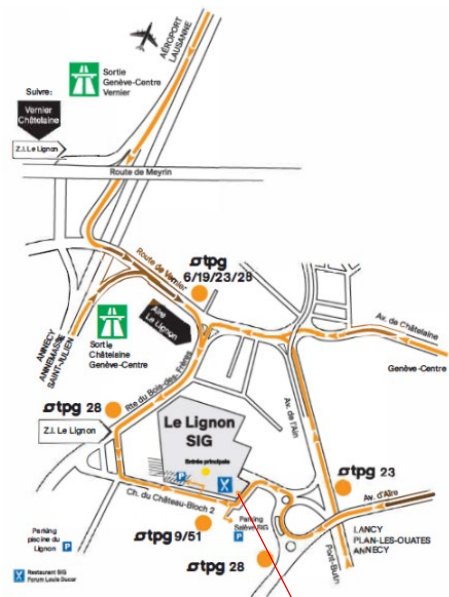 AÉROPORT
LAUSANNE
Sortie
Genève-Centre
Vernier
Suivre:
Vernier
Châtelaine
Z.I. Le Lignon
Route de Meyrin
Route de Vernier
tpg
6/19/23/28
Aïre
Le Lignon
Av. de Châtelaine
Genève-Centre
ANNECY
ANNEMASSE
SAINT-JULIEN
Sortie
Châtelaine
Genève-Centre
Rte du Bois-des-Frères
Av. de l'Ain
tpg 28
Z.I. Le Lignon
Le Lignon
SIG
Entrée principale
P
Ch. du Château-Bloch 2
tpg 23
Av. d'Aïre
Parking
P
LANCY
PLAN-LES-OUATES
ANNECY
Pont-Butin
Parking
piscine du
Lignon
P
tpg 9/51
tpg 28
Restaurant SIG
Forum Louis Ducor